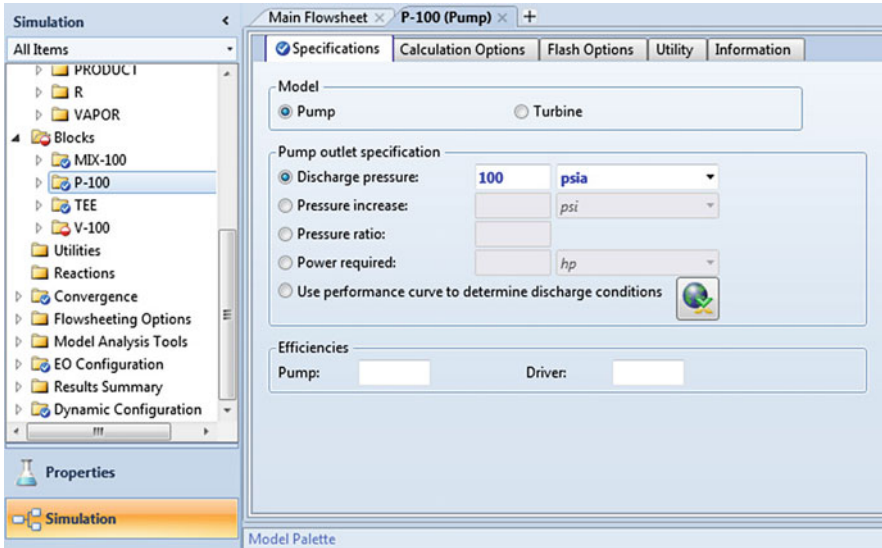 Simulation
All Items
PRODUCT
R
VAPOR
Blocks
MIX-100
P-100
TEE
V-100
Utilities
Reactions
Convergence
Flowsheeting Options
Model Analysis Tools
EO Configuration
Results Summary
Dynamic Configuration
Properties
Simulation
Main Flowsheet
P-100 (Pump)
Specifications
Calculation Options
Flash Options
Utility
Information
Model
Pump
Turbine
Pump outlet specification
Discharge pressure: 100 psia
Pressure increase: psi
Pressure ratio:
Power required: hp
Use performance curve to determine discharge conditions
Efficiencies
Pump: Driver:
Model Palette